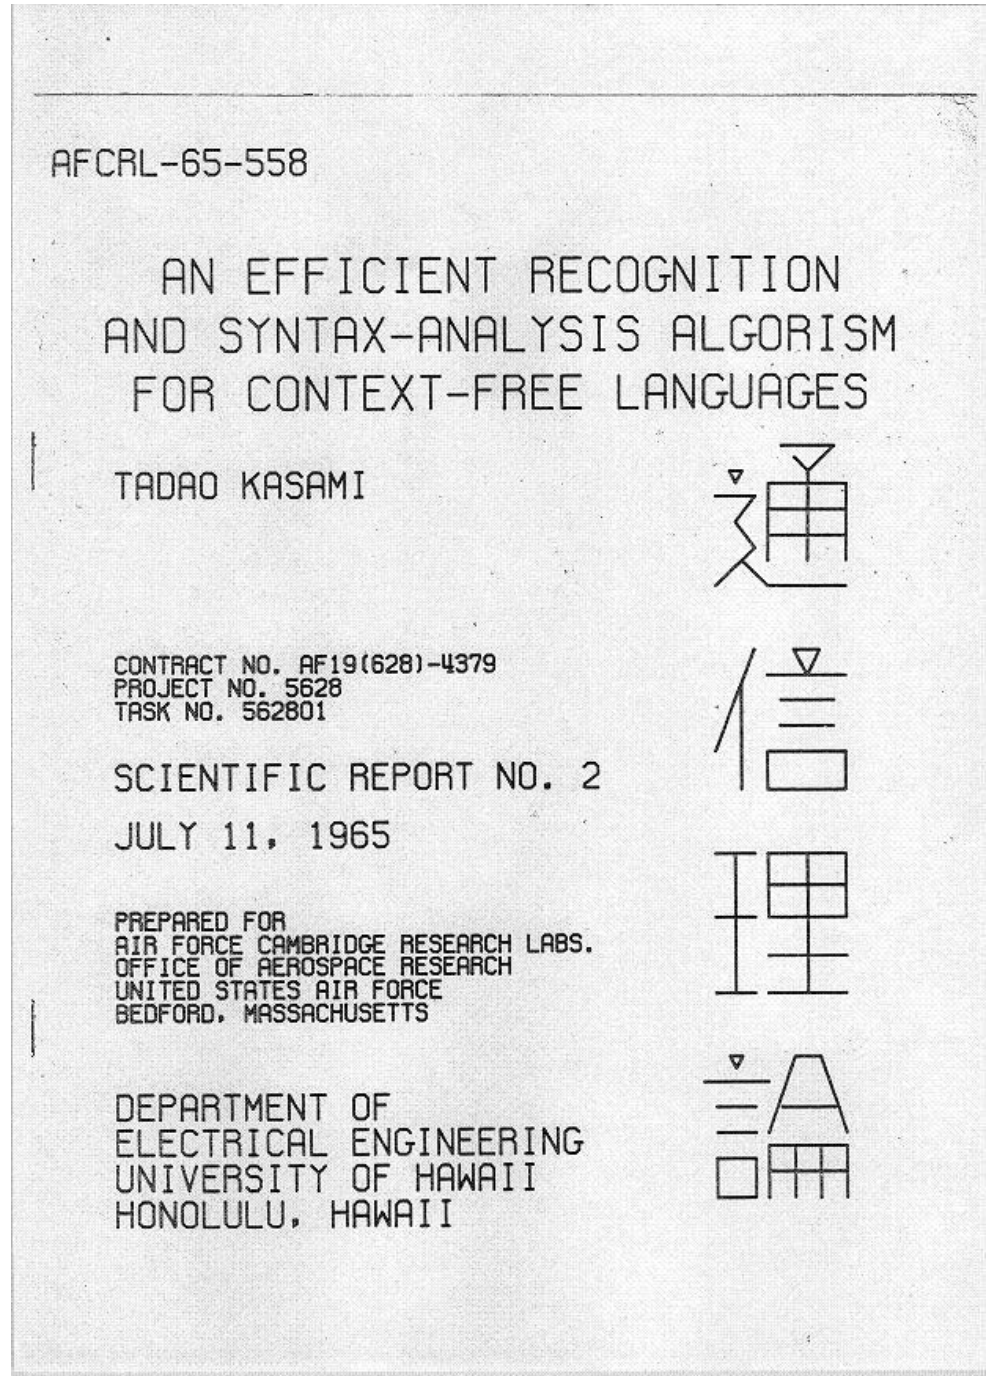 AFCRL-65-558
AN EFFICIENT RECOGNITION
AND SYNTAX-ANALYSIS ALGORISM
FOR CONTEXT-FREE LANGUAGES
TADAO KASAMI
CONTRACT NO. AF19(628)-4379
PROJECT NO. 5628
TASK NO. 562801
SCIENTIFIC REPORT NO. 2
JULY 11, 1965
PREPARED FOR
AIR FORCE CAMBRIDGE RESEARCH LABS.
OFFICE OF AEROSPACE RESEARCH
UNITED STATES AIR FORCE
BEDFORD, MASSACHUSETTS
DEPARTMENT OF
ELECTRICAL ENGINEERING
UNIVERSITY OF HAWAII
HONOLULU, HAWAII
通
信
理
論